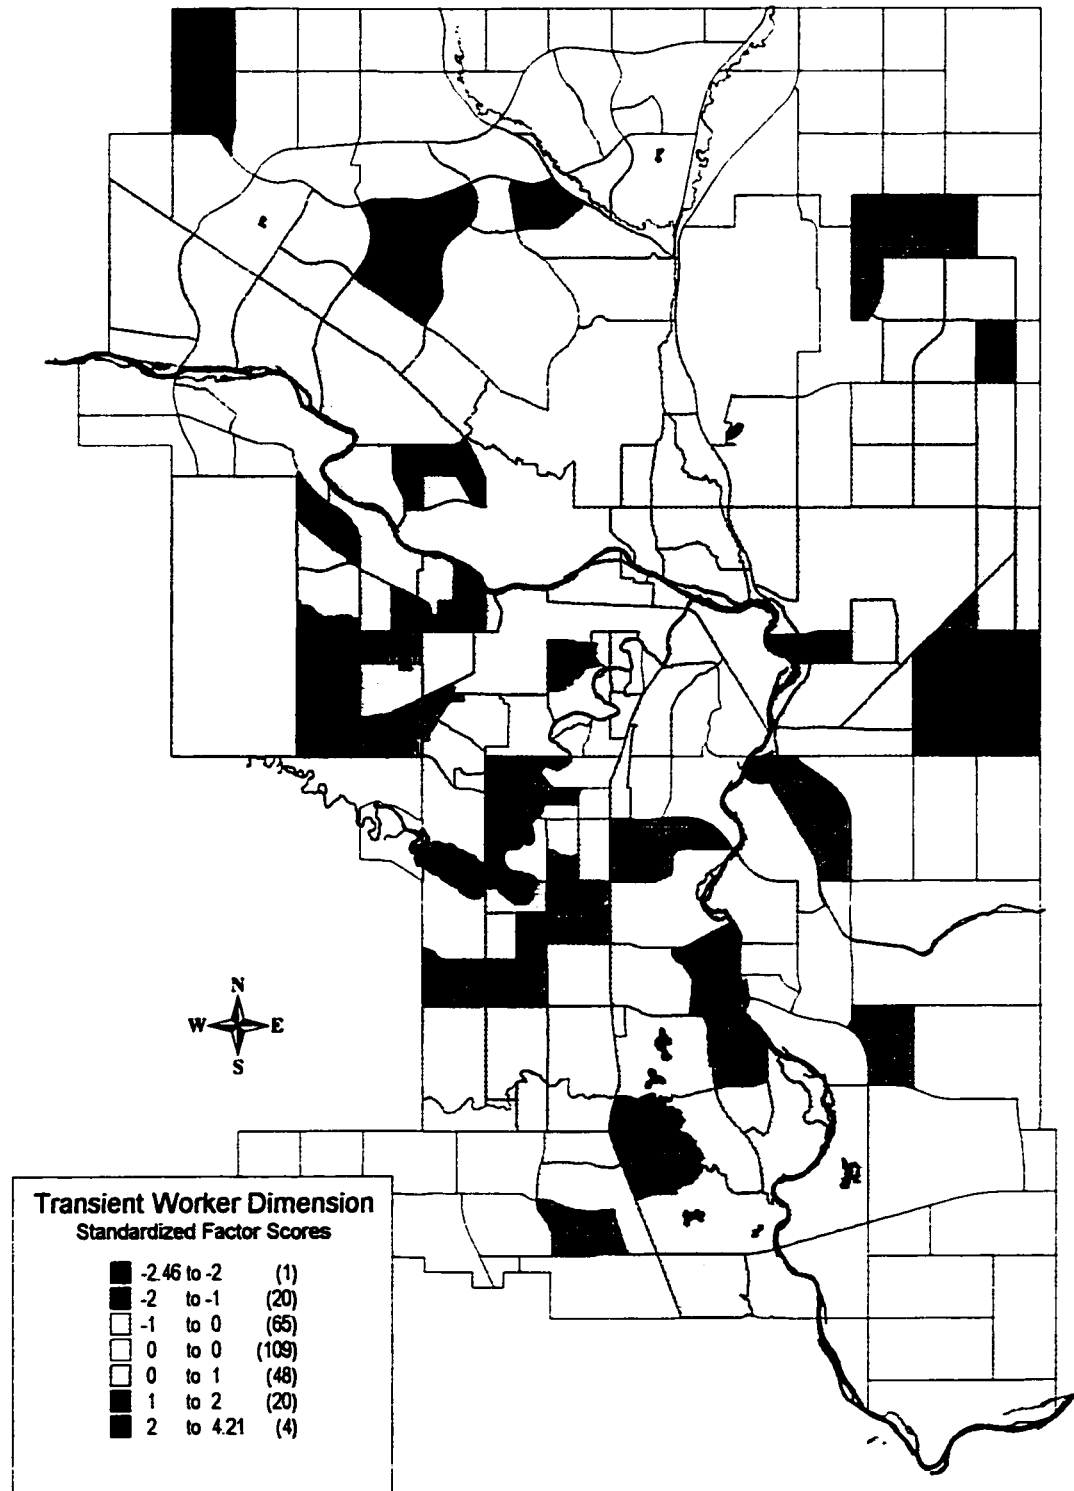 N
W E
S
Transient Worker Dimension
Standardized Factor Scores
-2.46 to -2 (1)
-2 to -1 (20)
-1 to 0 (65)
0 to 0 (109)
0 to 1 (48)
1 to 2 (20)
2 to 4.21 (4)